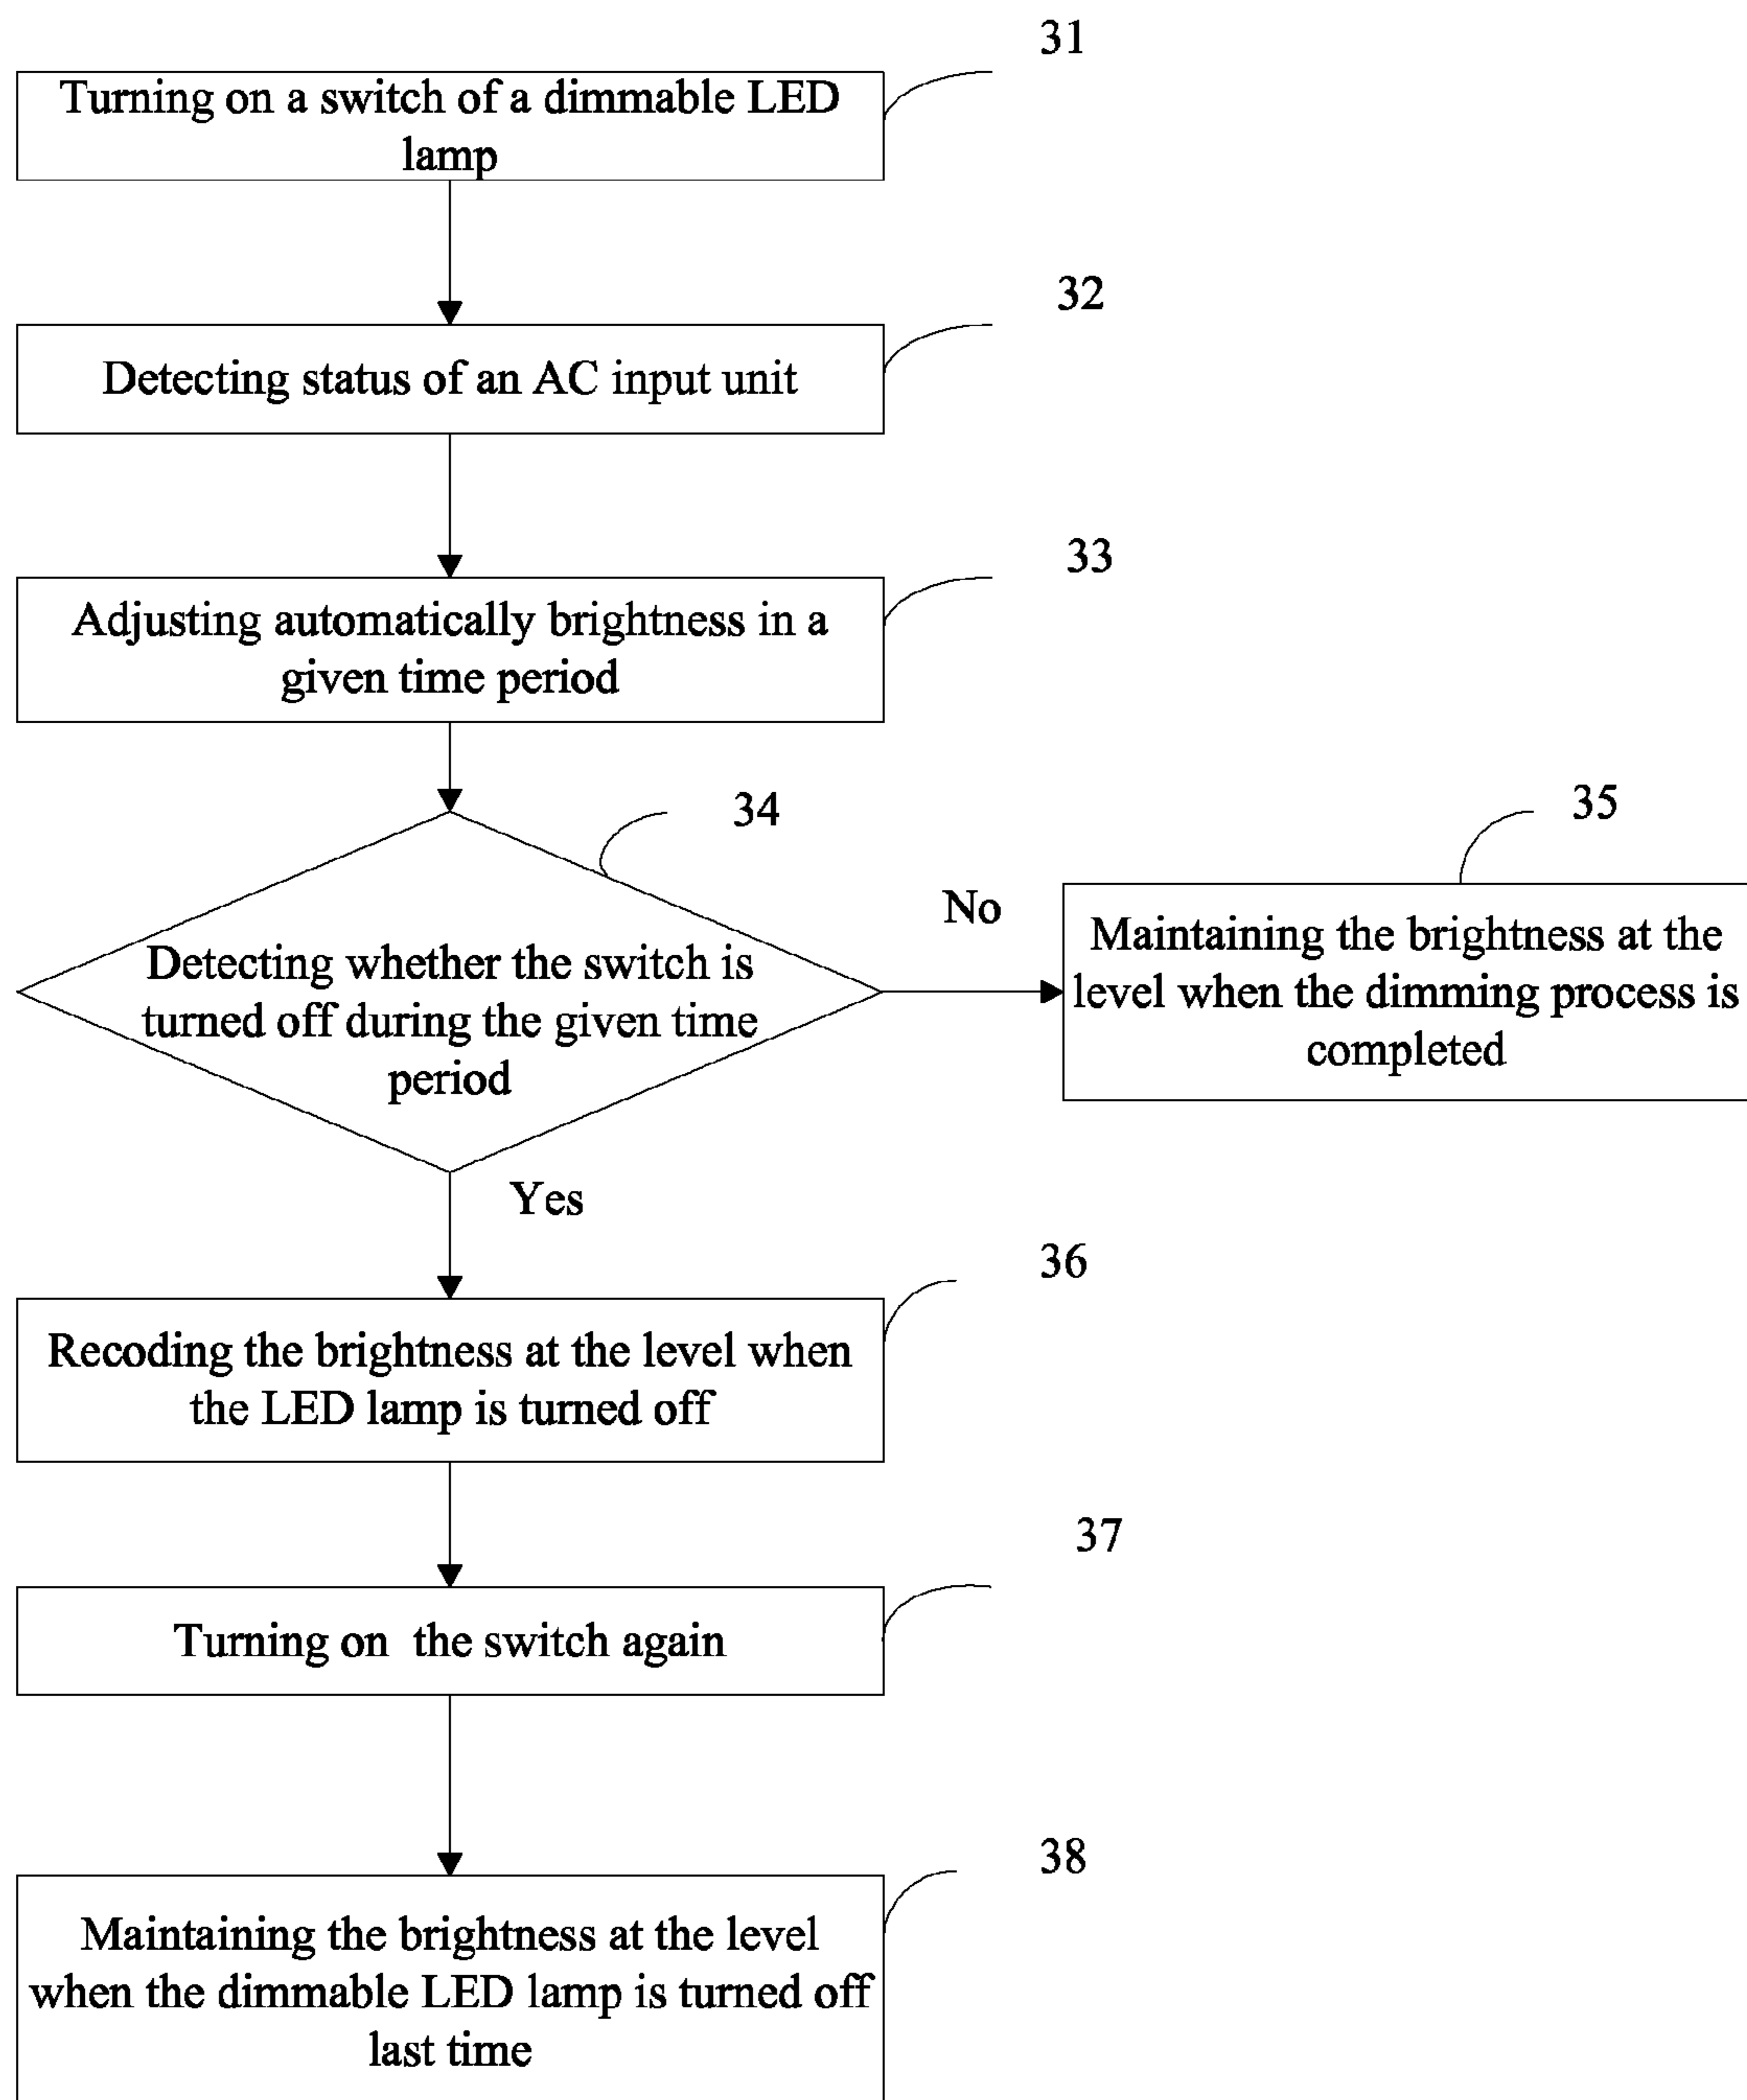 31
Turning on a switch of a dimmable LED
lamp
32
Detecting status of an AC input unit
33
Adjusting automatically brightness in a
given time period
34
Detecting whether the switch is
turned off during the given time
period
No
35
Maintaining the brightness at the
level when the dimming process is
completed
Yes
36
Recoding the brightness at the level when
the LED lamp is turned off
37
Turning on the switch again
38
Maintaining the brightness at the level
when the dimmable LED lamp is turned off
last time